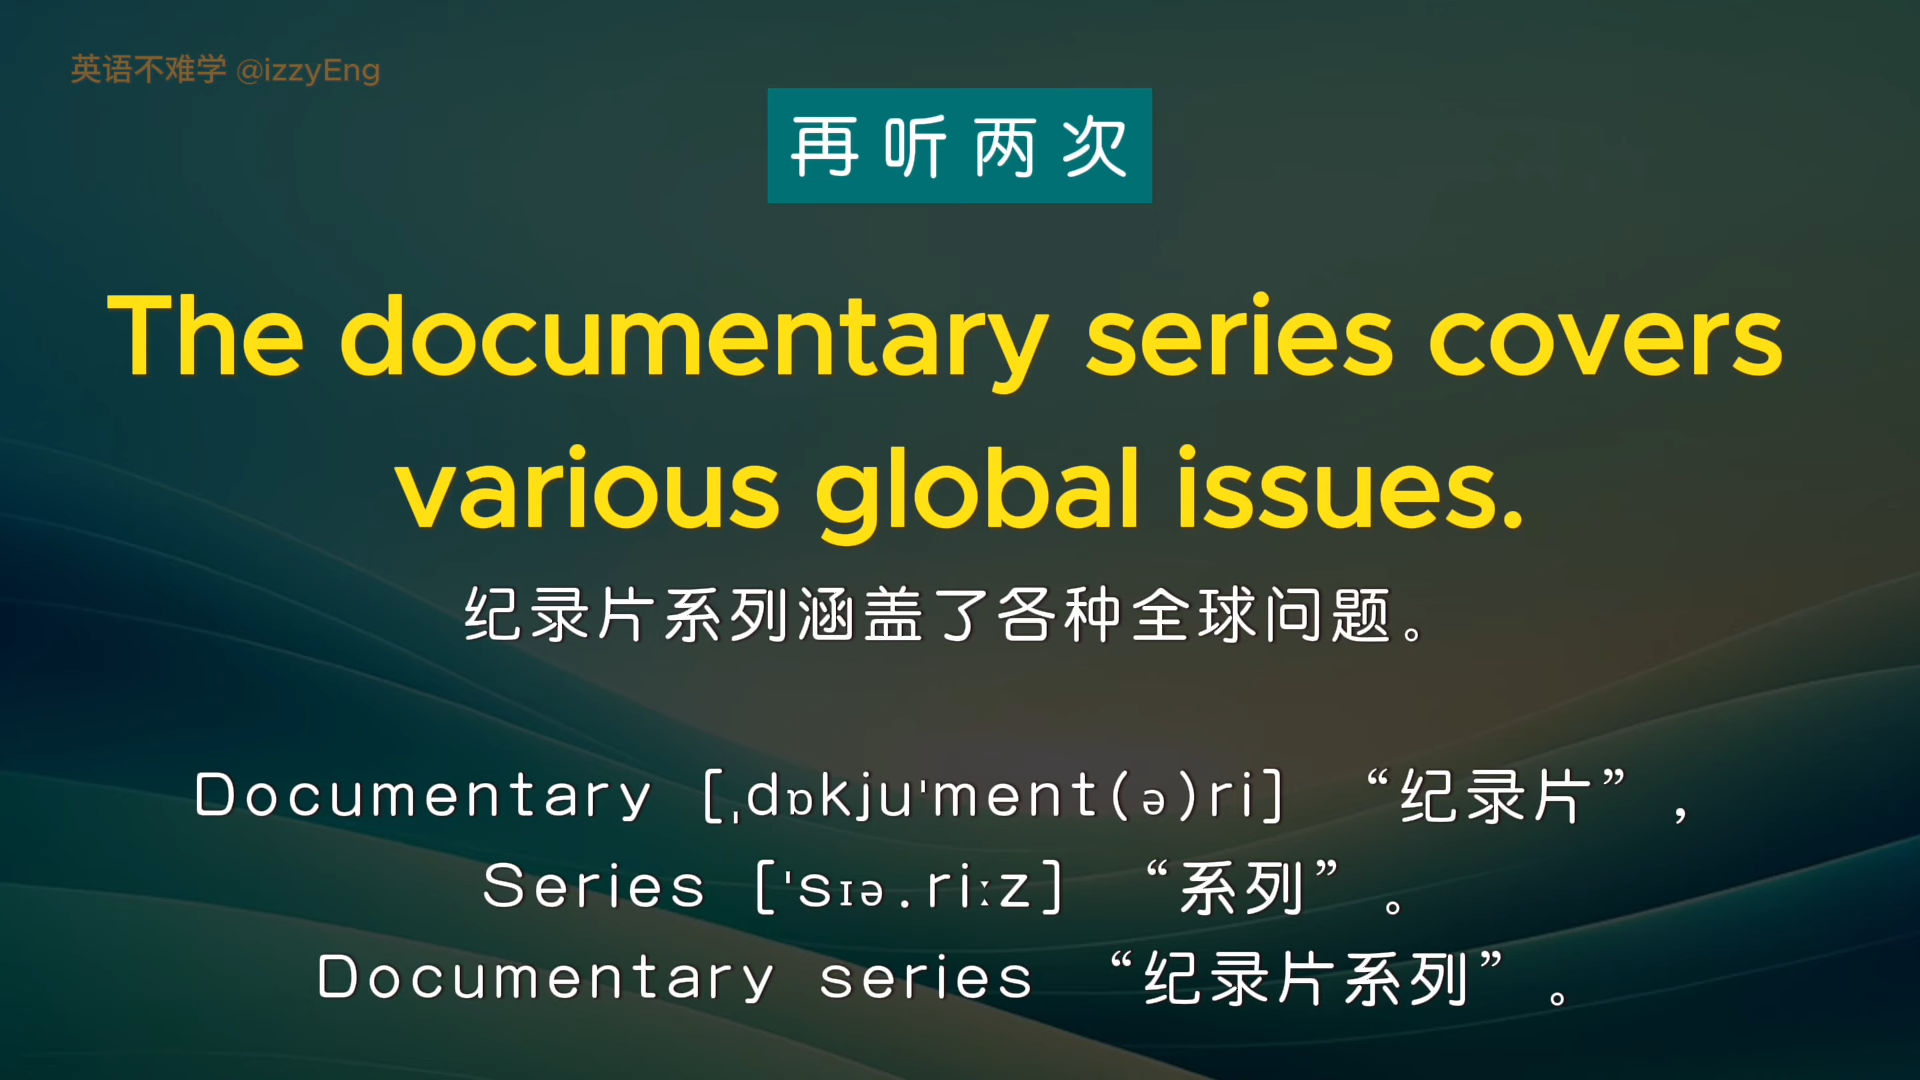 英语不难学 @izzyEng
再听两次
The documentary series covers
various global issues.
纪录片系列涵盖了各种全球问题。
Documentary [ˌdɒkjuˈment(ə)ri] “纪录片”,
Series [ˈsɪə.riːz] “系列”。
Documentary series “纪录片系列”。